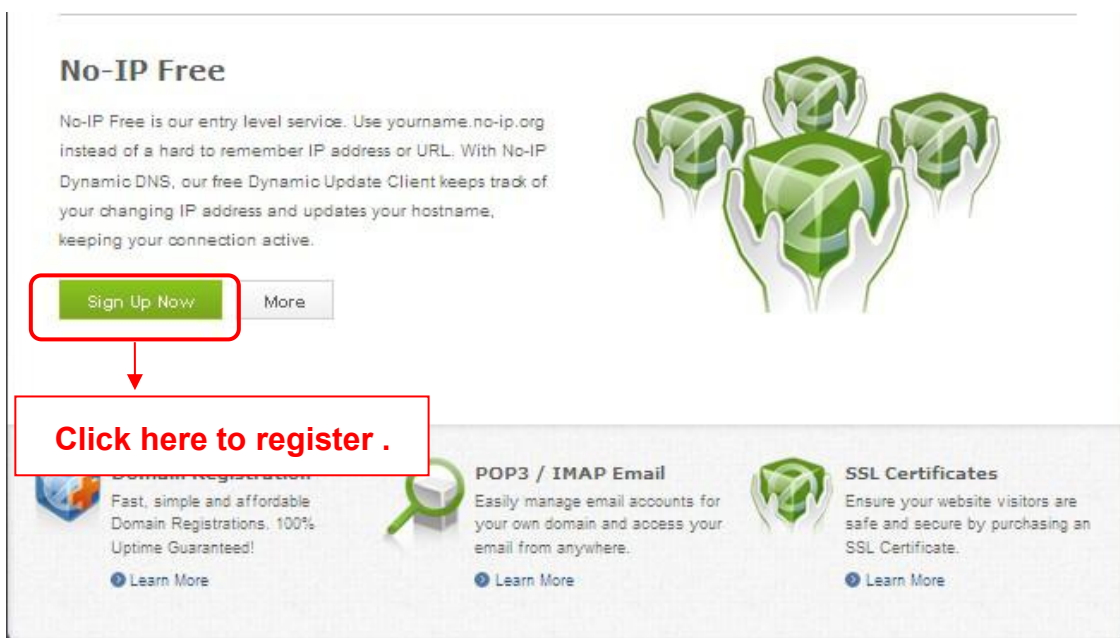 No-IP Free
No-IP Free is our entry level service. Use yourname.no-ip.org
instead of a hard to remember IP address or URL. With No-IP
Dynamic DNS, our free Dynamic Update Client keeps track of
your changing IP address and updates your hostname,
keeping your connection active.
Sign Up Now
More
Click here to register .
Domain Registration
Fast, simple and affordable
Domain Registrations. 100%
Uptime Guaranteed!
Learn More
POP3 / IMAP Email
Easily manage email accounts for
your own domain and access your
email from anywhere.
Learn More
SSL Certificates
Ensure your website visitors are
safe and secure by purchasing an
SSL Certificate.
Learn More